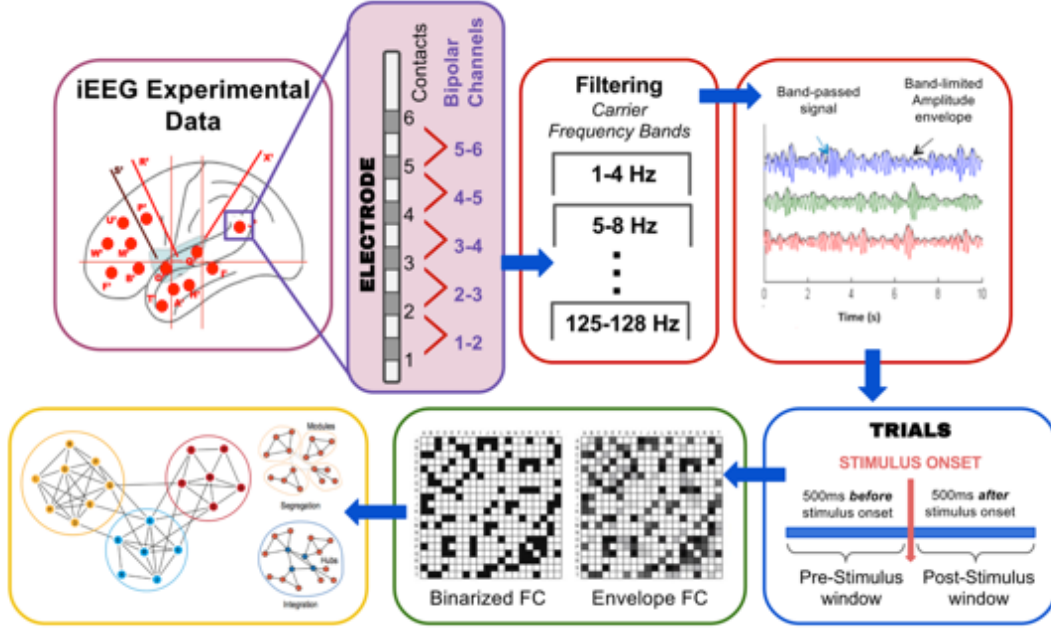 iEEG Experimental
Data
R'
X'
P'
U'
W'
M'
F'
B'
T'
ELECTRODE
Contacts
Bipolar
Channels
6
5
4
3
2
1
5-6
4-5
3-4
2-3
1-2
Filtering
Carrier
Frequency Bands
1-4 Hz
5-8 Hz
125-128 Hz
Band-passed
signal
Band-limited
Amplitude
envelope
0 2 4 6 8 10
Time (s)
Modules
Segregation
Hubs
Integration
Binarized FC
Envelope FC
TRIALS
STIMULUS ONSET
500ms before
stimulus onset
500ms after
stimulus onset
Pre-Stimulus
window
Post-Stimulus
window